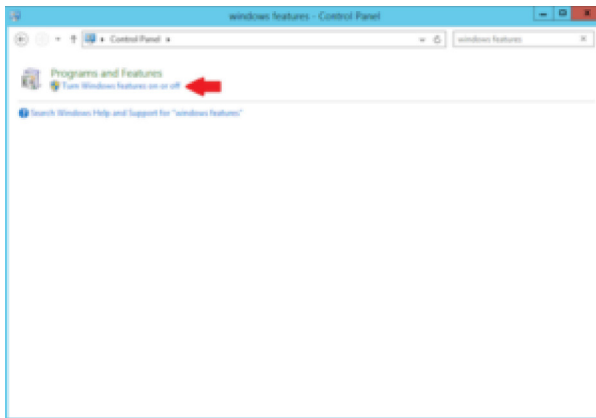 windows features - Control Panel
Control Panel
windows features
Programs and Features
Turn Windows features on or off
Search Windows Help and Support for "windows features"